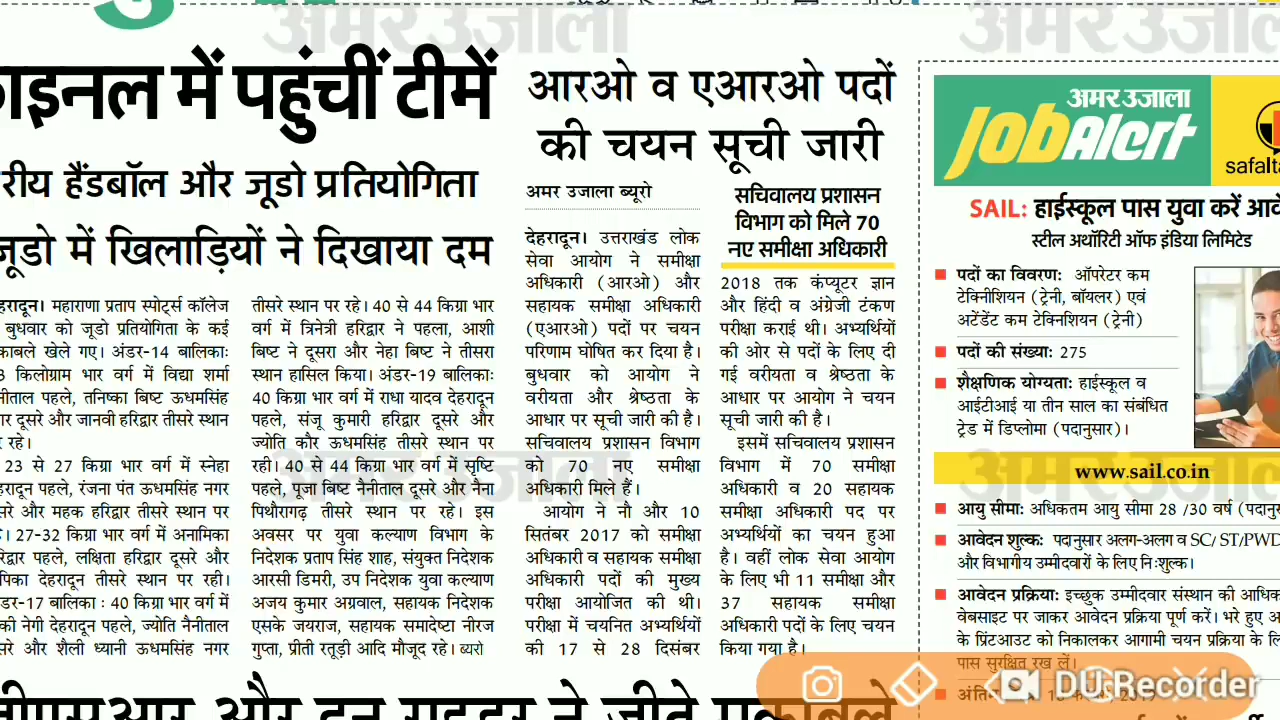 में पहुंचीं टीमें
हैंडबॉल और जूडो प्रतियोगिता
जूडो में खिलाड़ियों ने दिखाया दम
महाराणा प्रताप स्पोर्ट्स कॉलेज
बुधवार को जूडो प्रतियोगिता के कई
खेले गए। अंडर-14 बालिकाः
किलोग्राम भार वर्ग में विद्या शर्मा
पहले, तनिष्का बिष्ट ऊधमसिंह
दूसरे और जानवी हरिद्वार तीसरे स्थान
रहे।
23 से 27 किग्रा भार वर्ग में स्नेहा
पहले, रंजना पंत ऊधमसिंह नगर
और महक हरिद्वार तीसरे स्थान पर
27-32 किग्रा भार वर्ग में अनामिका
पहले, लक्षिता हरिद्वार दूसरे और
देहरादून तीसरे स्थान पर रही।
बालिका : 40 किग्रा भार वर्ग में
नेगी देहरादून पहले, ज्योति नैनीताल
और शैली ध्यानी ऊधमसिंह नगर
तीसरे स्थान पर रहे। 40 से 44 किग्रा भार
वर्ग में त्रिनेत्री हरिद्वार ने पहला, आशी
बिष्ट ने दूसरा और नेहा बिष्ट ने तीसरा
स्थान हासिल किया। अंडर-19 बालिकाः
40 किग्रा भार वर्ग में राधा यादव देहरादून
पहले, संजू कुमारी हरिद्वार दूसरे और
ज्योति कौर ऊधमसिंह तीसरे स्थान पर
रही। 40 से 44 किग्रा भार वर्ग में सृष्टि
पहले, पूजा बिष्ट नैनीताल दूसरे और नैना
पिथौरागढ़ तीसरे स्थान पर रहे। इस
अवसर पर युवा कल्याण विभाग के
निदेशक प्रताप सिंह शाह, संयुक्त निदेशक
आरसी डिमरी, उप निदेशक युवा कल्याण
अजय कुमार अग्रवाल, सहायक निदेशक
एसके जयराज, सहायक समादेष्टा नीरज
गुप्ता, प्रीती रतूड़ी आदि मौजूद रहे। ब्यूरो
आरओ व एआरओ पदों
की चयन सूची जारी
अमर उजाला ब्यूरो
देहरादून। उत्तराखंड लोक
सेवा आयोग ने समीक्षा
अधिकारी (आरओ) और
सहायक समीक्षा अधिकारी
(एआरओ) पदों पर चयन
परिणाम घोषित कर दिया है।
बुधवार को आयोग ने
वरीयता और श्रेष्ठता के
आधार पर सूची जारी की है।
सचिवालय प्रशासन विभाग
को 70 नए समीक्षा
अधिकारी मिले हैं।
आयोग ने नौ और 10
सितंबर 2017 को समीक्षा
अधिकारी व सहायक समीक्षा
अधिकारी पदों की मुख्य
परीक्षा आयोजित की थी।
परीक्षा में चयनित अभ्यर्थियों
की 17 से 28 दिसंबर
सचिवालय प्रशासन
विभाग को मिले 70
नए समीक्षा अधिकारी
2018 तक कंप्यूटर ज्ञान
और हिंदी व अंग्रेजी टंकण
परीक्षा कराई थी। अभ्यर्थियों
की ओर से पदों के लिए दी
गई वरीयता व श्रेष्ठता के
आधार पर आयोग ने चयन
सूची जारी की है।
इसमें सचिवालय प्रशासन
विभाग में 70 समीक्षा
अधिकारी व 20 सहायक
समीक्षा अधिकारी पद पर
अभ्यर्थियों का चयन हुआ
है। वहीं लोक सेवा आयोग
के लिए भी 11 समीक्षा और
37 सहायक समीक्षा
अधिकारी पदों के लिए चयन
किया गया है।
अमर उजाला
Job Alert
SAIL: हाईस्कूल पास युवा करें
स्टील अथॉरिटी ऑफ इंडिया लिमिटेड
पदों का विवरणः ऑपरेटर कम
टेक्नीशियन (ट्रेनी, बॉयलर) एवं
अटेंडेंट कम टेक्निशियन (ट्रेनी)
पदों की संख्याः 275
शैक्षणिक योग्यताः हाईस्कूल व
आईटीआई या तीन साल का संबंधित
ट्रेड में डिप्लोमा (पदानुसार)।
www.sail.co.in
आयु सीमाः अधिकतम आयु सीमा 28 /30 वर्ष
आवेदन शुल्कः पदानुसार अलग-अलग व SC/ ST/PWD
और विभागीय उम्मीदवारों के लिए निःशुल्क।
आवेदन प्रक्रियाः इच्छुक उम्मीदवार संस्थान की
वेबसाइट पर जाकर आवेदन प्रक्रिया पूर्ण करें। भरे हुए
के प्रिंटआउट को निकालकर आगामी चयन प्रक्रिया के
पास सुरक्षित रख लें।
DU Recorder
अमर उजाला